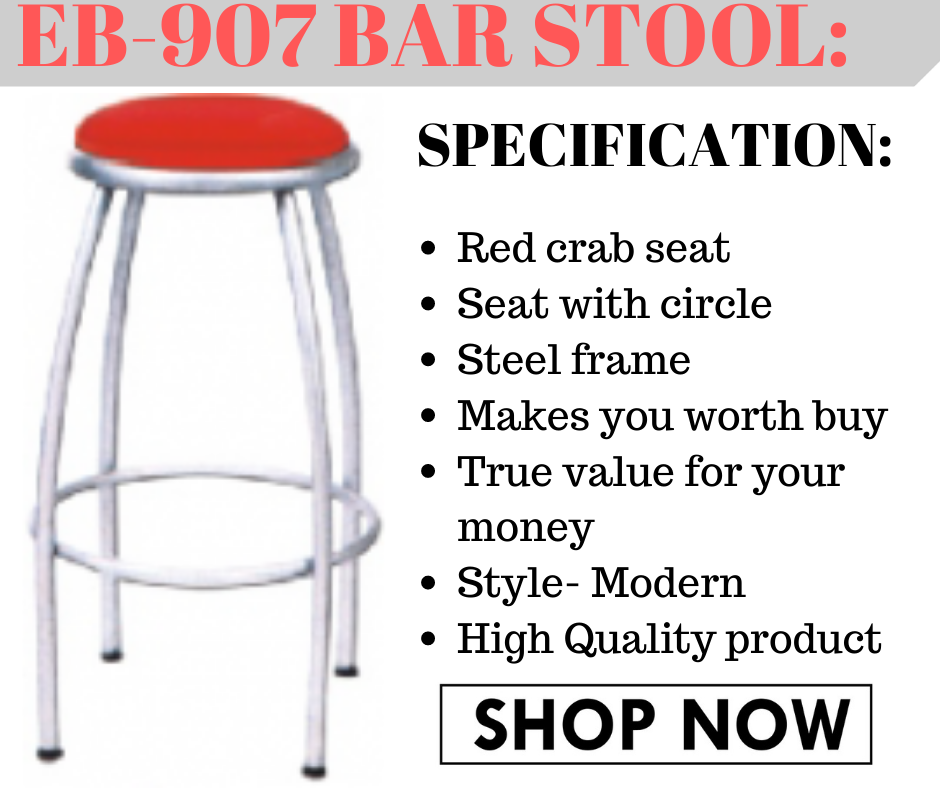 EB-907 BAR STOOL:
SPECIFICATION:
• Red crab seat
• Seat with circle
• Steel frame
• Makes you worth buy
• True value for your
money
• Style- Modern
• High Quality product
SHOP NOW